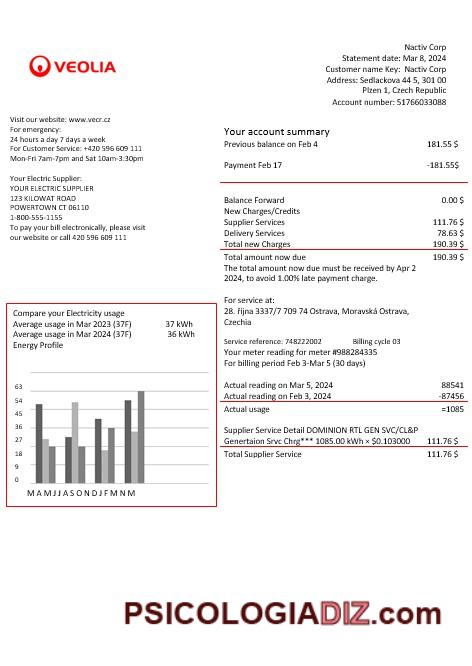 VEOLIA
Nactiv Corp
Statement date: Mar 8, 2024
Customer name Key: Nactiv Corp
Address: Sedlackova 44 5, 301 00
Plzen 1, Czech Republic
Account number: 51766033088
Visit our website: www.vecr.cz
For emergency:
24 hours a day 7 days a week
For Customer Service: +420 596 609 111
Mon-Fri 7am-7pm and Sat 10am-3:30pm
Your Electric Supplier:
YOUR ELECTRIC SUPPLIER
123 KILOWAT ROAD
POWERTOWN CT 06110
1-800-555-1155
To pay your bill electronically, please visit
our website or call 420 596 609 111
Your account summary
Previous balance on Feb 4 181.55 $
Payment Feb 17 -181.55$
Balance Forward 0.00 $
New Charges/Credits
Supplier Services 111.76 $
Delivery Services 78.63 $
Total new Charges 190.39 $
Total amount now due 190.39 $
The total amount now due must be received by Apr 2
2024, to avoid 1.00% late payment charge.
For service at:
28. října 3337/7 709 74 Ostrava, Moravská Ostrava,
Czechia
Service reference: 748222002 Billing cycle 03
Your meter reading for meter #988284335
For billing period Feb 3-Mar 5 (30 days)
Actual reading on Mar 5, 2024 88541
Actual reading on Feb 3, 2024 -87456
Actual usage =1085
Supplier Service Detail DOMINION RTL GEN SVC/CL&P
Genertaion Srvc Chrg*** 1085.00 kWh × $0.103000 111.76 $
Total Supplier Service 111.76 $
Compare your Electricity usage
Average usage in Mar 2023 (37F) 37 kWh
Average usage in Mar 2024 (37F) 36 kWh
Energy Profile
63
54
45
36
27
18
9
0
M A M J J A S O N D J F M N M
PSICOLOGIADIZ.com